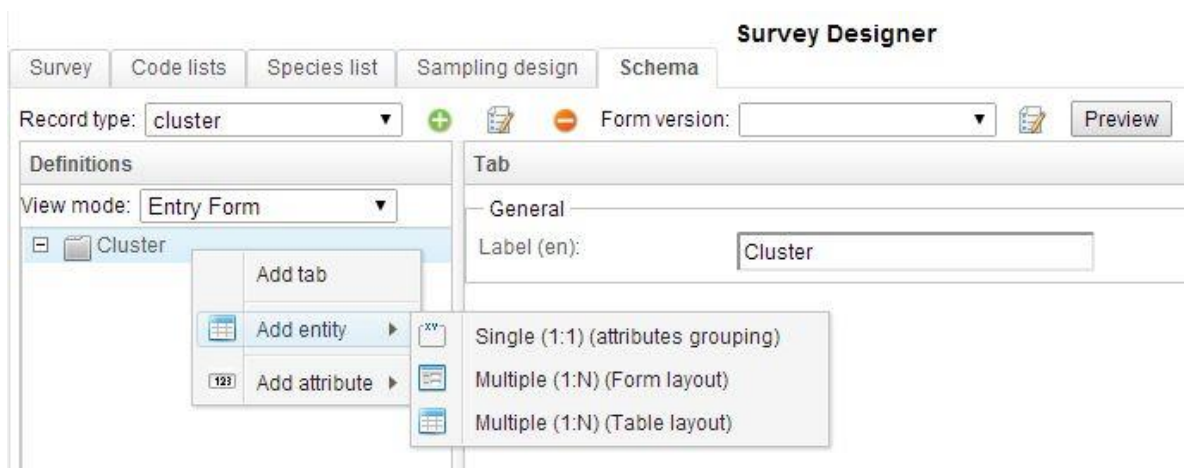 Survey Designer
Survey Code lists Species list Sampling design Schema
Record type: cluster Form version: Preview
Definitions Tab
View mode: Entry Form General
Cluster Label (en): Cluster
Add tab
Add entity Single (1:1) (attributes grouping)
Multiple (1:N) (Form layout)
123 Add attribute Multiple (1:N) (Table layout)